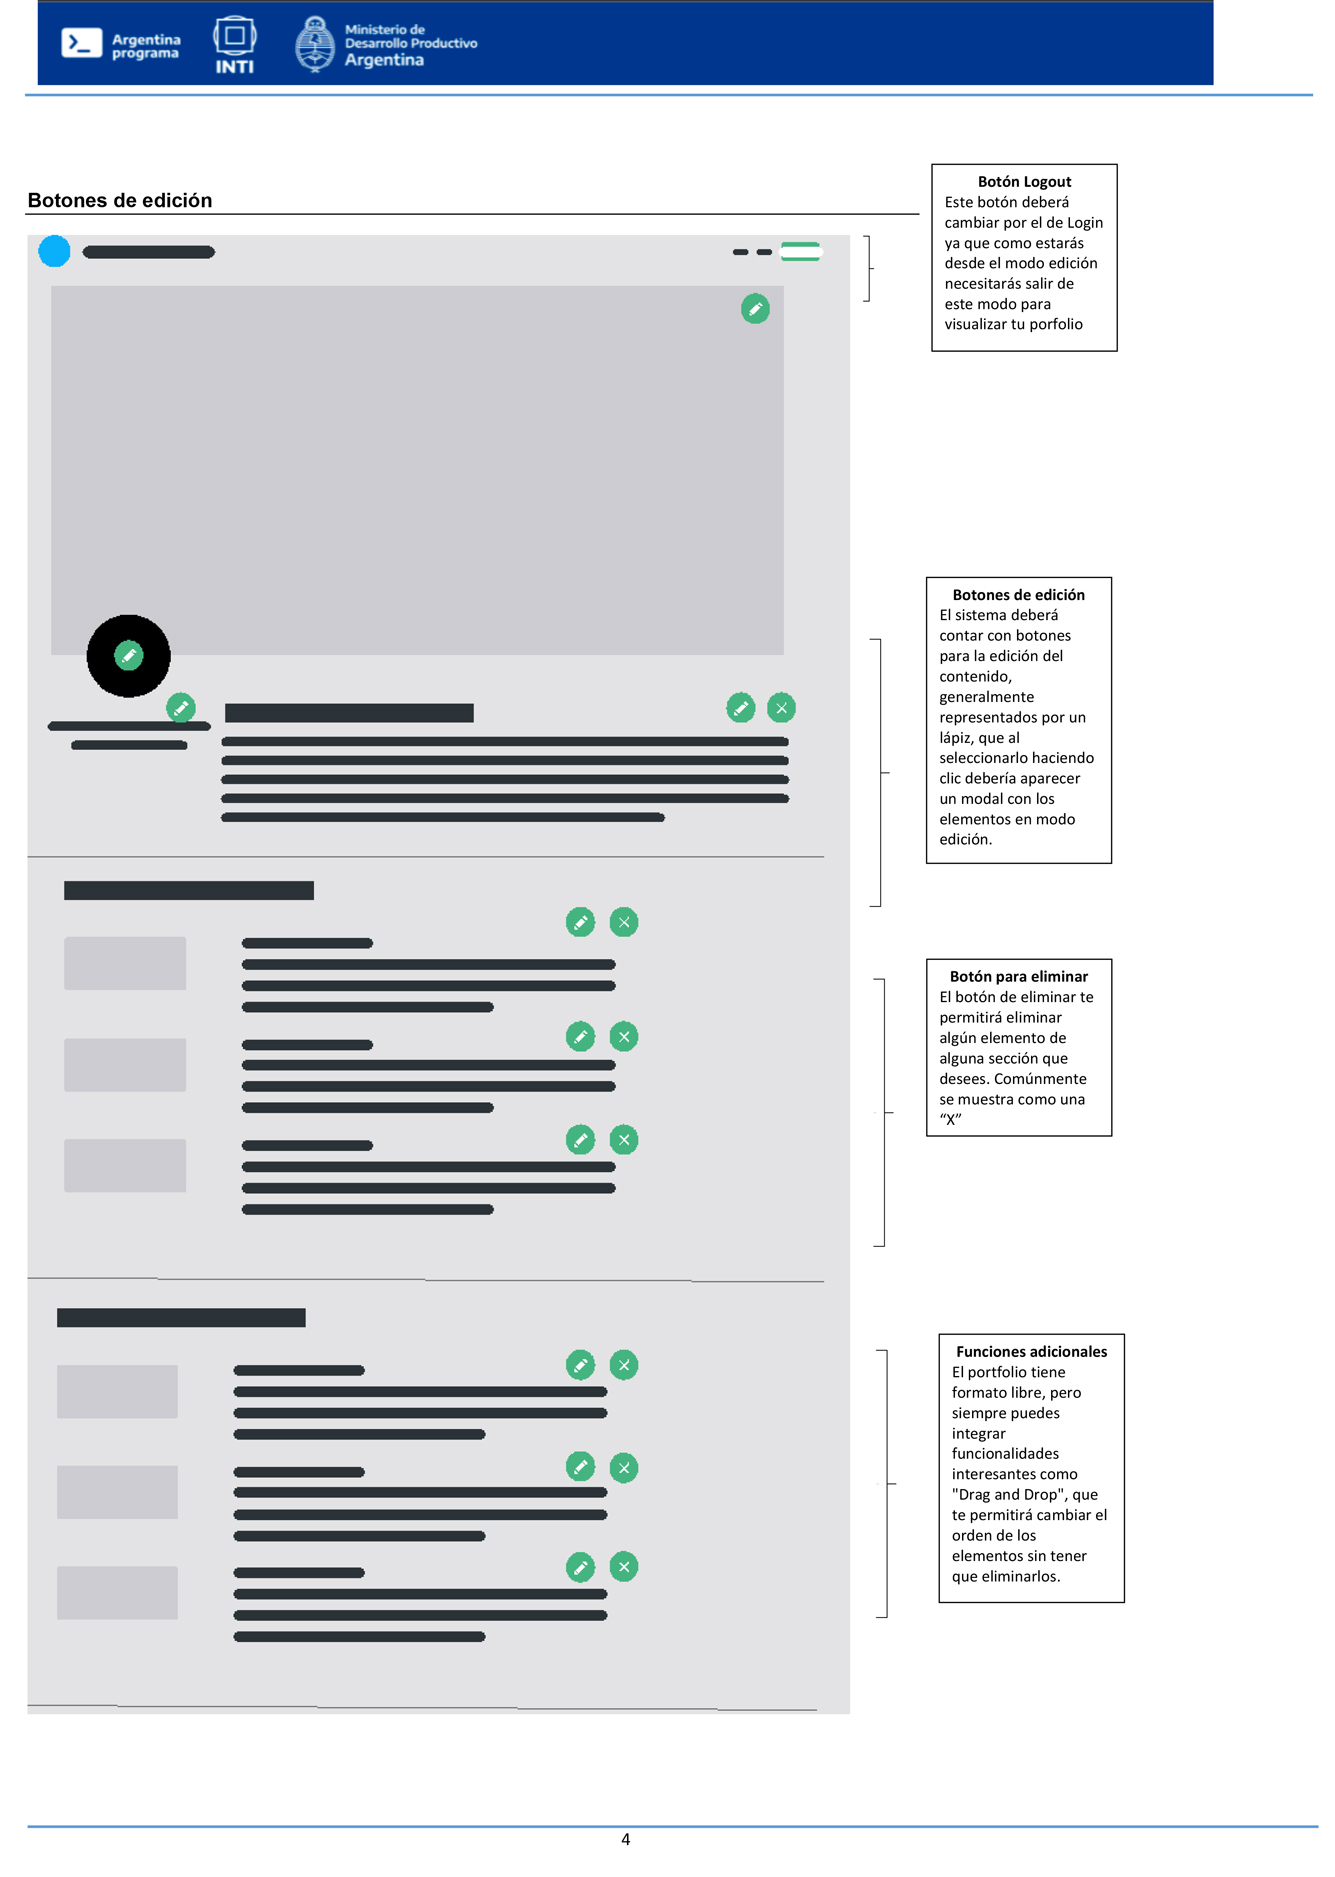 Argentina
programa
INTI
Ministerio de
Desarrollo Productivo
Argentina
Botones de edición
Botón Logout
Este botón deberá
cambiar por el de Login
ya que como estarás
desde el modo edición
necesitarás salir de
este modo para
visualizar tu porfolio
Botones de edición
El sistema deberá
contar con botones
para la edición del
contenido,
generalmente
representados por un
lápiz, que al
seleccionarlo haciendo
clic debería aparecer
un modal con los
elementos en modo
edición.
Botón para eliminar
El botón de eliminar te
permitirá eliminar
algún elemento de
alguna sección que
desees. Comúnmente
se muestra como una
“X”
Funciones adicionales
El portfolio tiene
formato libre, pero
siempre puedes
integrar
funcionalidades
interesantes como
"Drag and Drop", que
te permitirá cambiar el
orden de los
elementos sin tener
que eliminarlos.
4